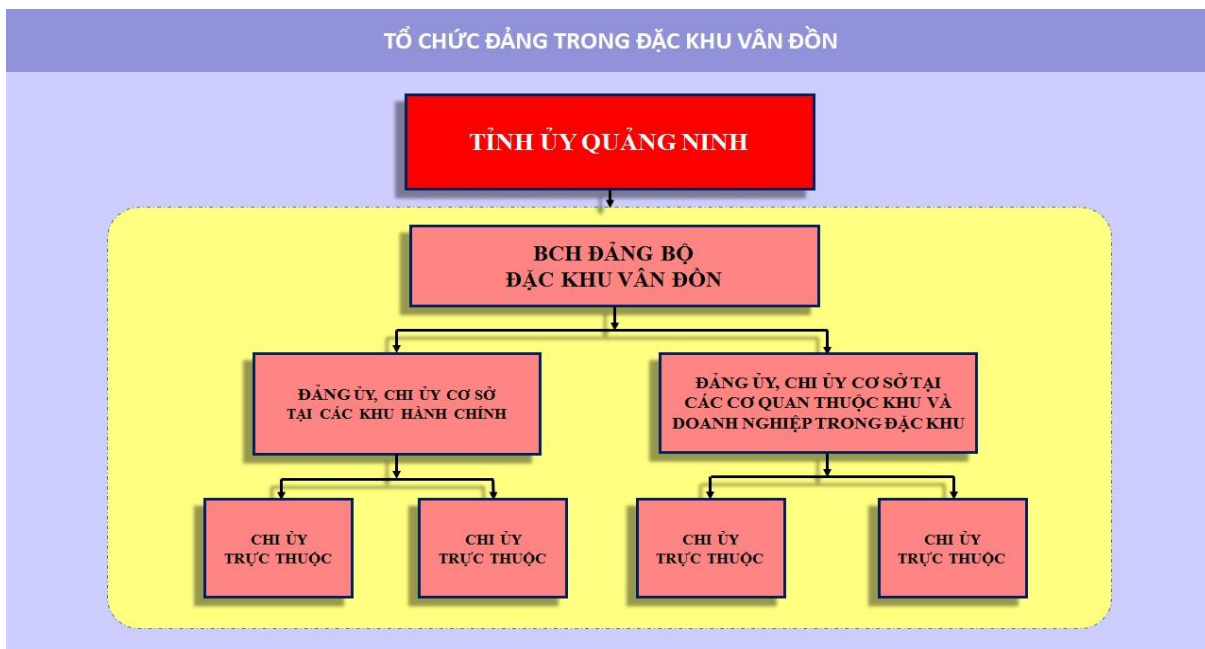 TỔ CHỨC ĐẢNG TRONG ĐẶC KHU VÂN ĐỒN
TỈNH ỦY QUẢNG NINH
BCH ĐẢNG BỘ
ĐẶC KHU VÂN ĐỒN
ĐẢNG ỦY, CHI ỦY CƠ SỞ
TẠI CÁC KHU HÀNH CHÍNH
ĐẢNG ỦY, CHI ỦY CƠ SỞ TẠI
CÁC CƠ QUAN THUỘC KHU VÀ
DOANH NGHIỆP TRONG ĐẶC KHU
CHI ỦY
TRỰC THUỘC
CHI ỦY
TRỰC THUỘC
CHI ỦY
TRỰC THUỘC
CHI ỦY
TRỰC THUỘC